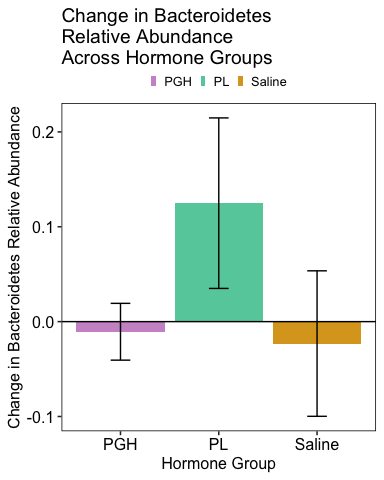 Change in Bacteroidetes
Relative Abundance
Across Hormone Groups
PGH PL Saline
Change in Bacteroidetes Relative Abundance
0.2
0.1
0.0
-0.1
PGH PL Saline
Hormone Group